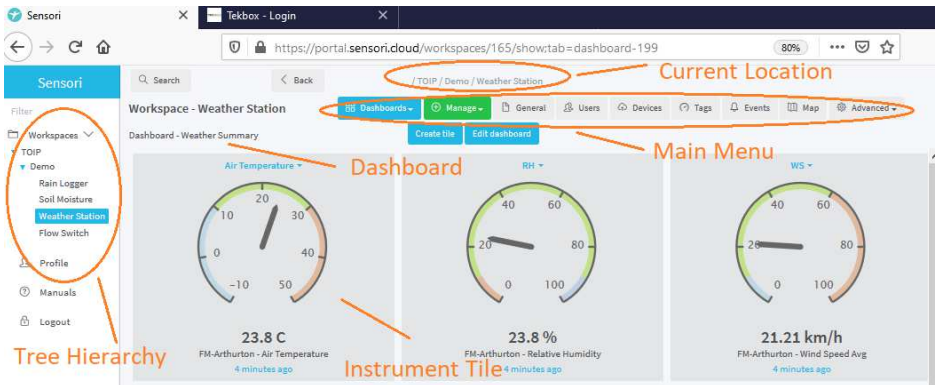 Sensori
Tekbox - Login
https://portal.sensori.cloud/workspaces/165/show;tab=dashboard-199
80%
Sensori
Search
Back
/ TOIP / Demo / Weather Station
Current Location
Filter
Workspace - Weather Station
Dashboards
Manage
General
Users
Devices
Tags
Events
Map
Advanced
Workspaces
Dashboard - Weather Summary
Create tile
Edit dashboard
Main Menu
TOIP
Demo
Rain Logger
Soil Moisture
Weather Station
Flow Switch
Profile
Manuals
Logout
Tree Hierarchy
Dashboard
Air Temperature
-10 0 10 20 30 40 50
23.8 C
FM-Arthurton - Air Temperature
4 minutes ago
Instrument Tile
RH
0 20 40 60 80 100
23.8 %
FM-Arthurton - Relative Humidity
4 minutes ago
WS
0 20 40 60 80 100
21.21 km/h
FM-Arthurton - Wind Speed Avg
4 minutes ago